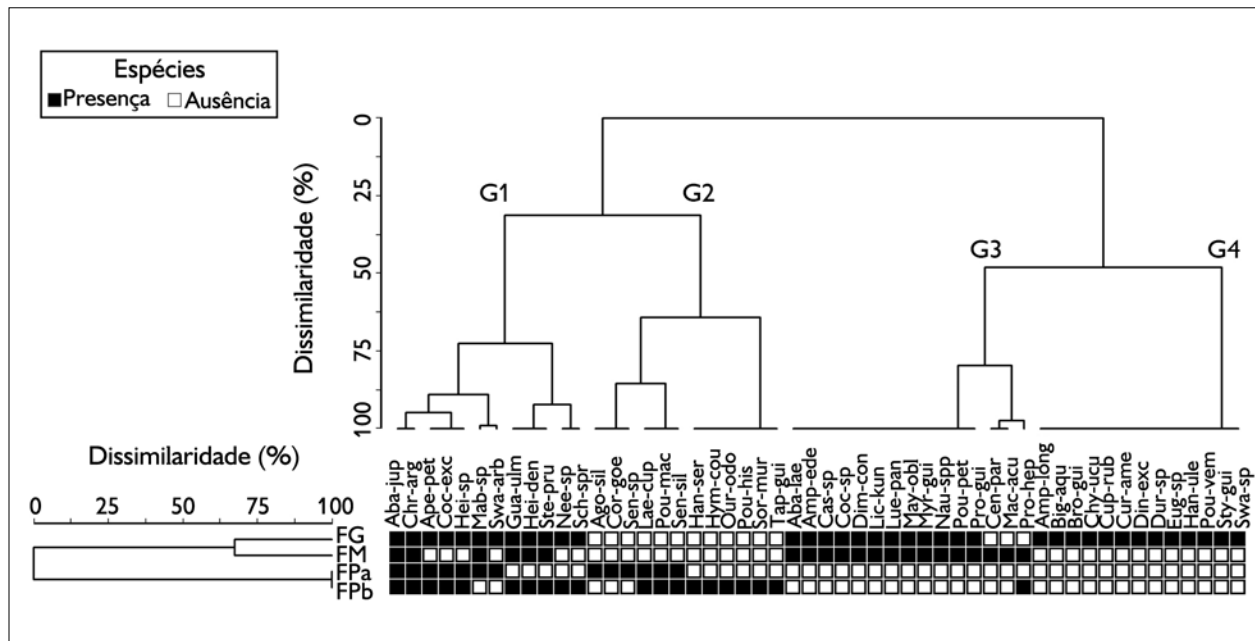 Espécies
Presença Ausência
Dissimilaridade (%)
0
25
50
75
100
G1 G2 G3 G4
Dissimilaridade (%)
0 25 50 75 100
Aba-jup
Chr-arg
Ape-pet
Coc-exc
Hei-sp
Mab-sp
Swa-arb
Gua-ulm
Hei-den
Ste-pru
Nee-sp
Sch-spr
Ago-sil
Cor-goe
Sen-sp
Lae-cup
Pou-mac
Sen-sil
Han-ser
Hym-cou
Our-odo
Pou-his
Sor-mur
Tap-gui
Aba-lae
Amp-ede
Cas-sp
Coc-sp
Dim-con
Lic-kun
Lue-pan
May-obl
Myr-gui
Nau-spp
Pou-pet
Pro-gui
Cen-par
Mac-acu
Pro-hep
Amp-long
Big-aqu
Bro-gui
Chy-ucu
Cup-rub
Cur-ame
Din-exc
Dur-sp
Eug-sp
Han-ule
Pou-vem
Sty-gui
Swa-sp
FG
FM
FPa
FPb